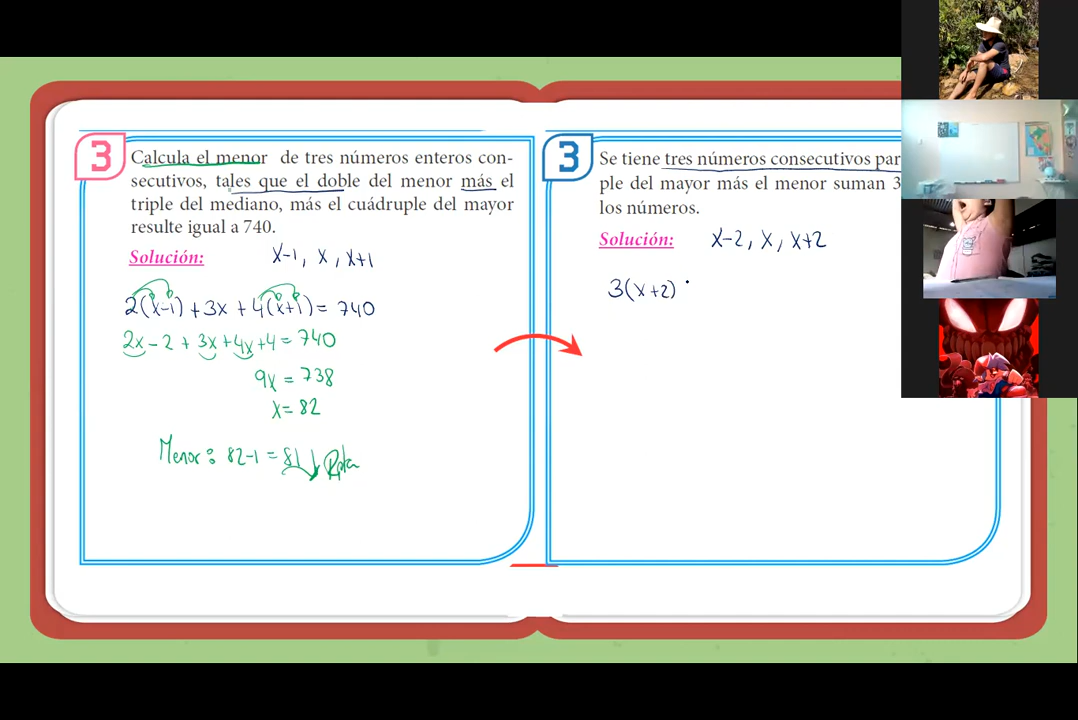 3
Calcula el menor de tres números enteros con-
secutivos, tales que el doble del menor más el
triple del mediano, más el cuádruple del mayor
resulte igual a 740.
Solución:
x-1, x, x+1
2(x-1)+3x+4(x+1)=740
2x-2+3x+4x+4=740
9x=738
x=82
Menor: 82-1=81 Rpta
3
Se tiene tres números consecutivos par
ple del mayor más el menor suman 3
los números.
Solución:
x-2, x, x+2
3(x+2)